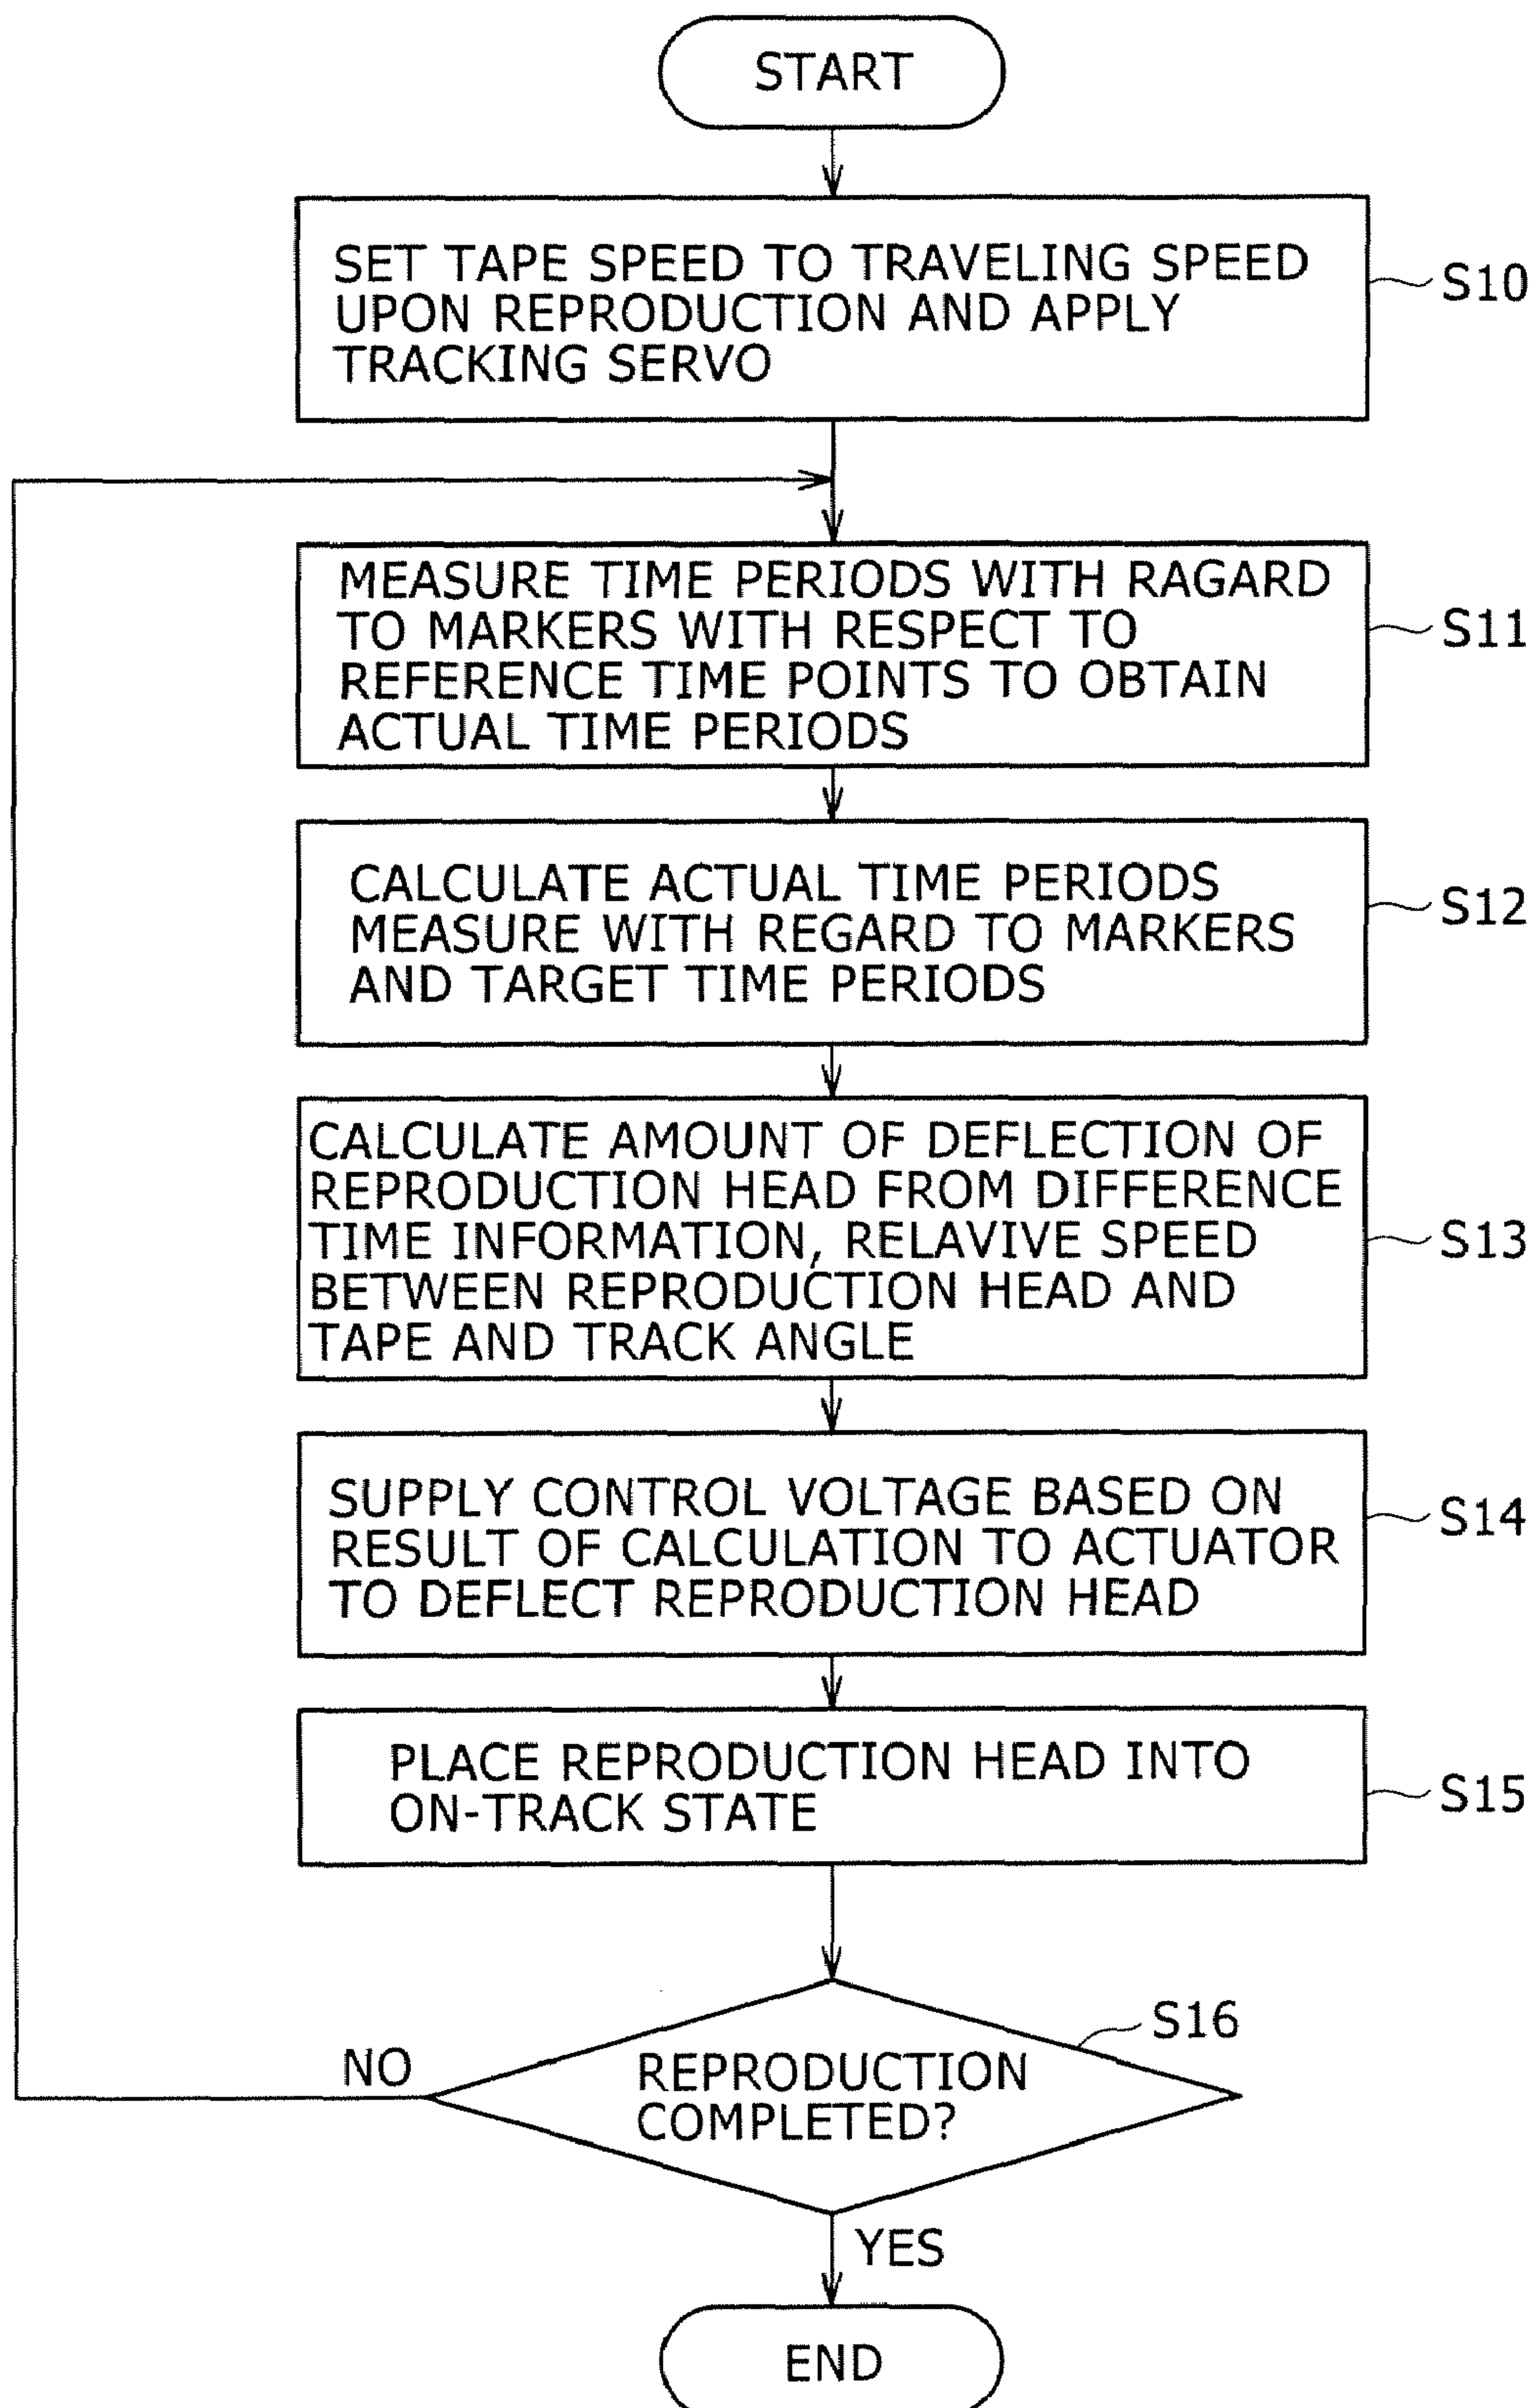 START
SET TAPE SPEED TO TRAVELING SPEED
UPON REPRODUCTION AND APPLY
TRACKING SERVO
S10
MEASURE TIME PERIODS WITH RAGARD
TO MARKERS WITH RESPECT TO
REFERENCE TIME POINTS TO OBTAIN
ACTUAL TIME PERIODS
S11
CALCULATE ACTUAL TIME PERIODS
MEASURE WITH REGARD TO MARKERS
AND TARGET TIME PERIODS
S12
CALCULATE AMOUNT OF DEFLECTION OF
REPRODUCTION HEAD FROM DIFFERENCE
TIME INFORMATION, RELAVIVE SPEED
BETWEEN REPRODUCTION HEAD AND
TAPE AND TRACK ANGLE
S13
SUPPLY CONTROL VOLTAGE BASED ON
RESULT OF CALCULATION TO ACTUATOR
TO DEFLECT REPRODUCTION HEAD
S14
PLACE REPRODUCTION HEAD INTO
ON-TRACK STATE
S15
S16
NO
REPRODUCTION
COMPLETED?
YES
END